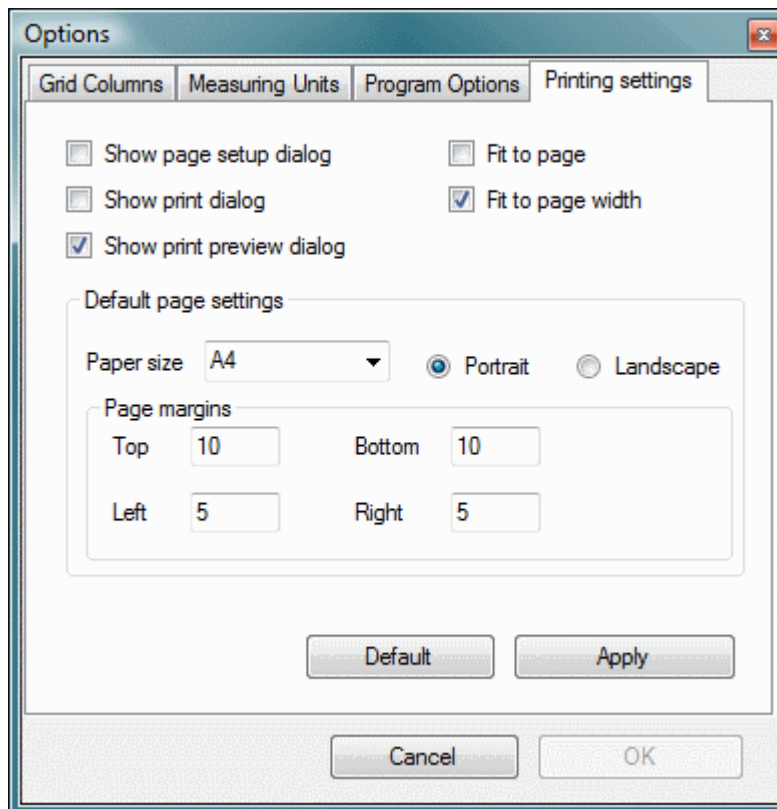 Options
Grid Columns Measuring Units Program Options Printing settings
Show page setup dialog Fit to page
Show print dialog Fit to page width
Show print preview dialog
Default page settings
Paper size A4 Portrait Landscape
Page margins
Top 10 Bottom 10
Left 5 Right 5
Default Apply
Cancel OK